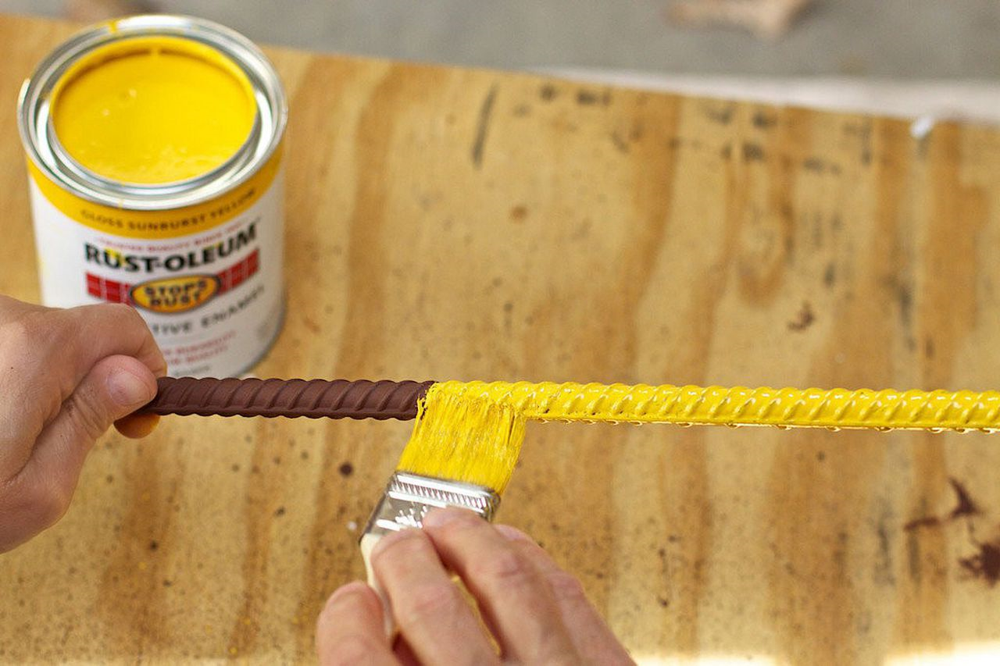 GLOSS SUNBURST YELLOW
RUST-OLEUM
STOPS
RUST
TIVE ENAMEL